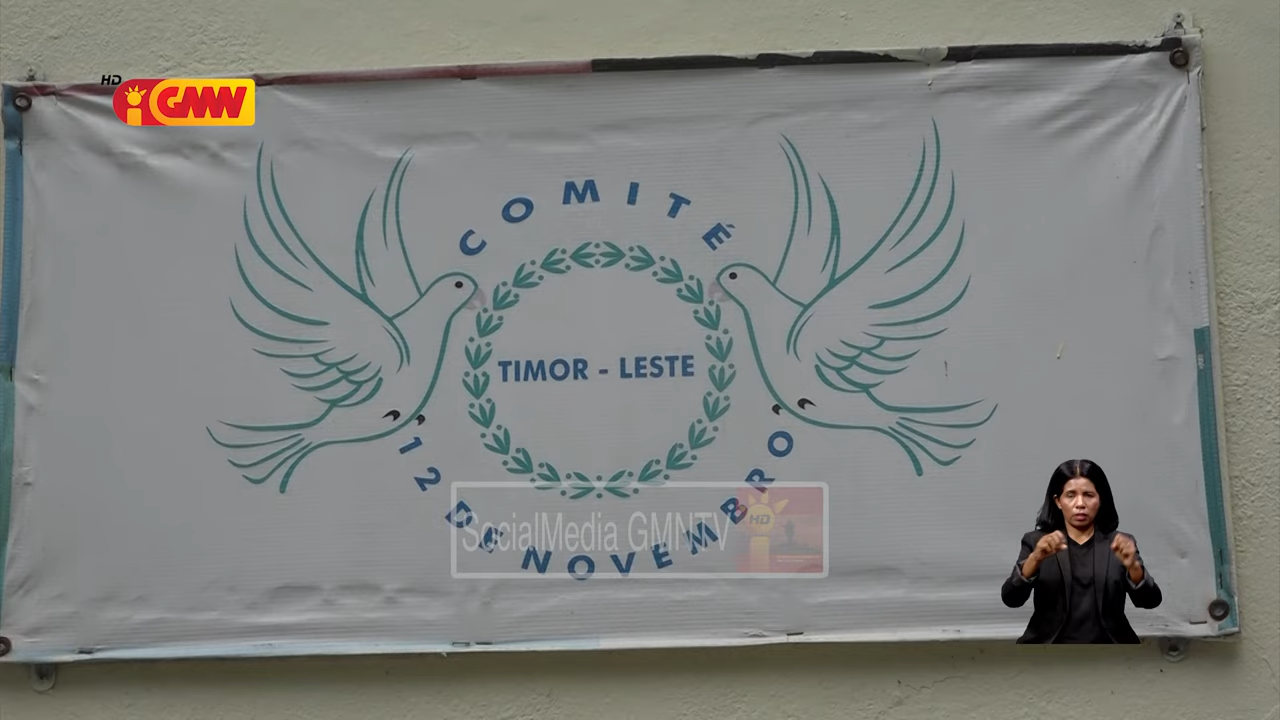 HD
GMN
COMITÉ
TIMOR - LESTE
12 DE NOVEMBRO
SocialMedia GMNTV
HD